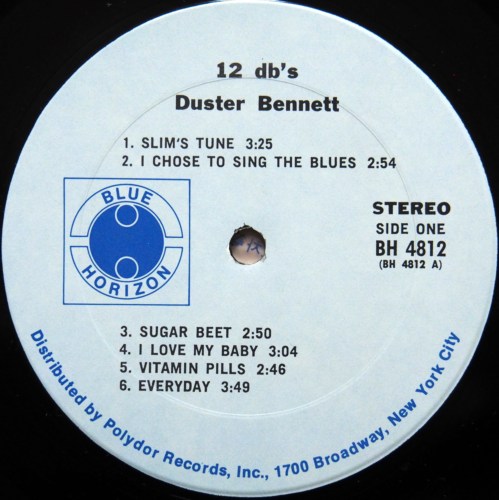 12 db's
Duster Bennett
1. SLIM'S TUNE 3:25
2. I CHOSE TO SING THE BLUES 2:54
BLUE
HORIZON
STEREO
SIDE ONE
BH 4812
(BH 4812 A)
3. SUGAR BEET 2:50
4. I LOVE MY BABY 3:04
5. VITAMIN PILLS 2:46
6. EVERYDAY 3:49
Distributed by Polydor Records, Inc., 1700 Broadway, New York City